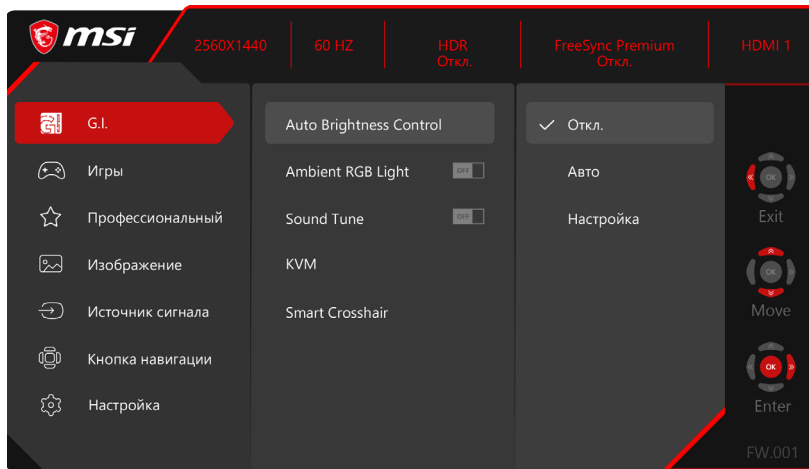 msi
2560X1440
60 HZ
HDR
Откл.
FreeSync Premium
Откл.
HDMI 1
G.I.
Игры
Профессиональный
Изображение
Источник сигнала
Кнопка навигации
Настройка
Auto Brightness Control
Ambient RGB Light
OFF
Sound Tune
OFF
KVM
Smart Crosshair
Откл.
Авто
Настройка
OK
Exit
OK
Move
OK
Enter
FW.001